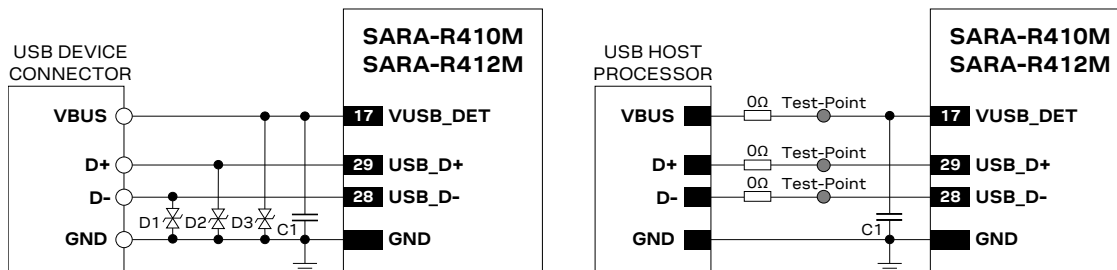 SARA-R410M
SARA-R412M
USB DEVICE
CONNECTOR
VBUS
17 VUSB_DET
D+
29 USB_D+
D-
28 USB_D-
D1 D2 D3 C1
GND
GND
SARA-R410M
SARA-R412M
USB HOST
PROCESSOR
0Ω Test-Point
VBUS
17 VUSB_DET
0Ω Test-Point
D+
29 USB_D+
0Ω Test-Point
D-
28 USB_D-
C1
GND
GND